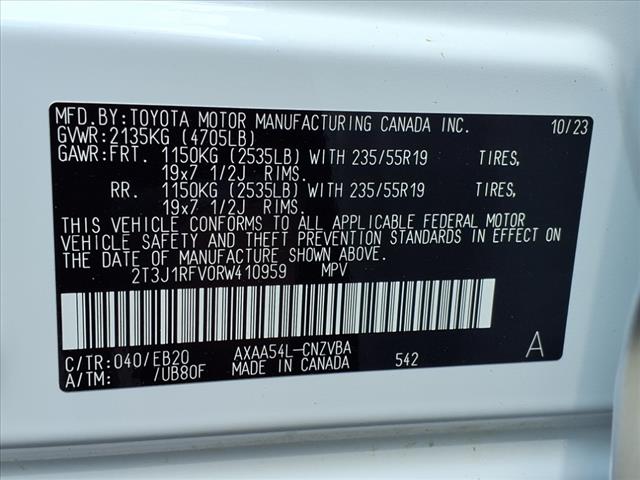 MFD.BY:TOYOTA MOTOR MANUFACTURING CANADA INC. 10/23
GVWR:2135KG (4705LB)
GAWR:FRT. 1150KG (2535LB) WITH 235/55R19 TIRES,
19x7 1/2J RIMS.
RR. 1150KG (2535LB) WITH 235/55R19 TIRES,
19x7 1/2J RIMS.
THIS VEHICLE CONFORMS TO ALL APPLICABLE FEDERAL MOTOR
VEHICLE SAFETY AND THEFT PREVENTION STANDARDS IN EFFECT ON
THE DATE OF MANUFACTURE SHOWN ABOVE.
2T3J1RFV0RW410959 MPV
C/TR:040/EB20 AXAA54L-CNZVBA 542 A
A/TM: /UB80F MADE IN CANADA